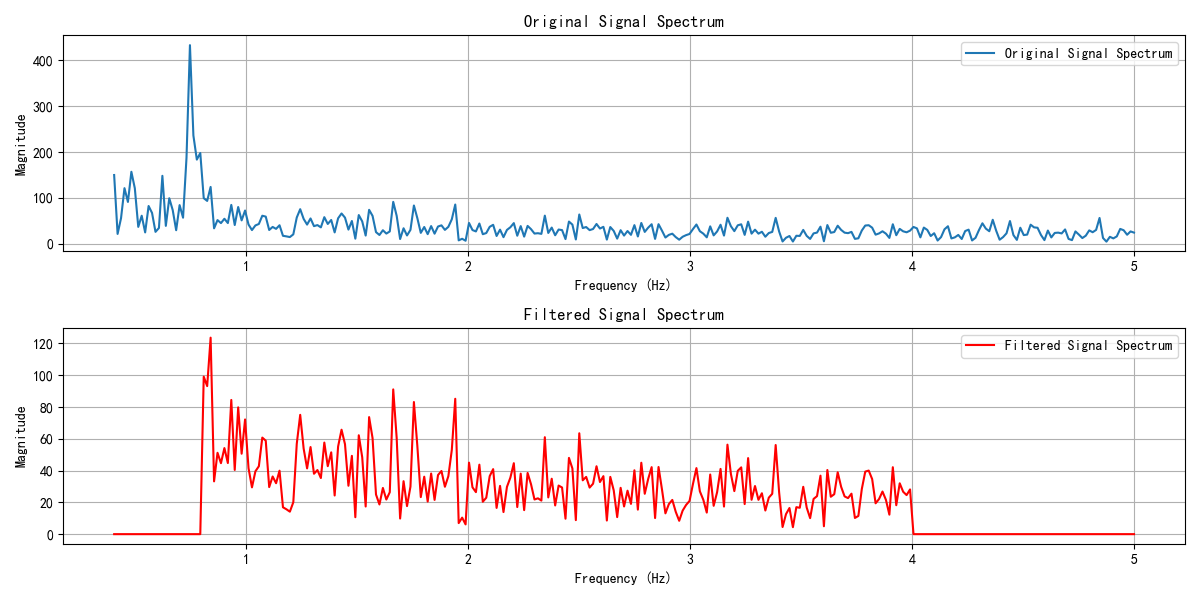 Original Signal Spectrum
Original Signal Spectrum
400
300
200
100
0
Magnitude
1 2 3 4 5
Frequency (Hz)
Filtered Signal Spectrum
Filtered Signal Spectrum
120
100
80
60
40
20
0
Magnitude
1 2 3 4 5
Frequency (Hz)